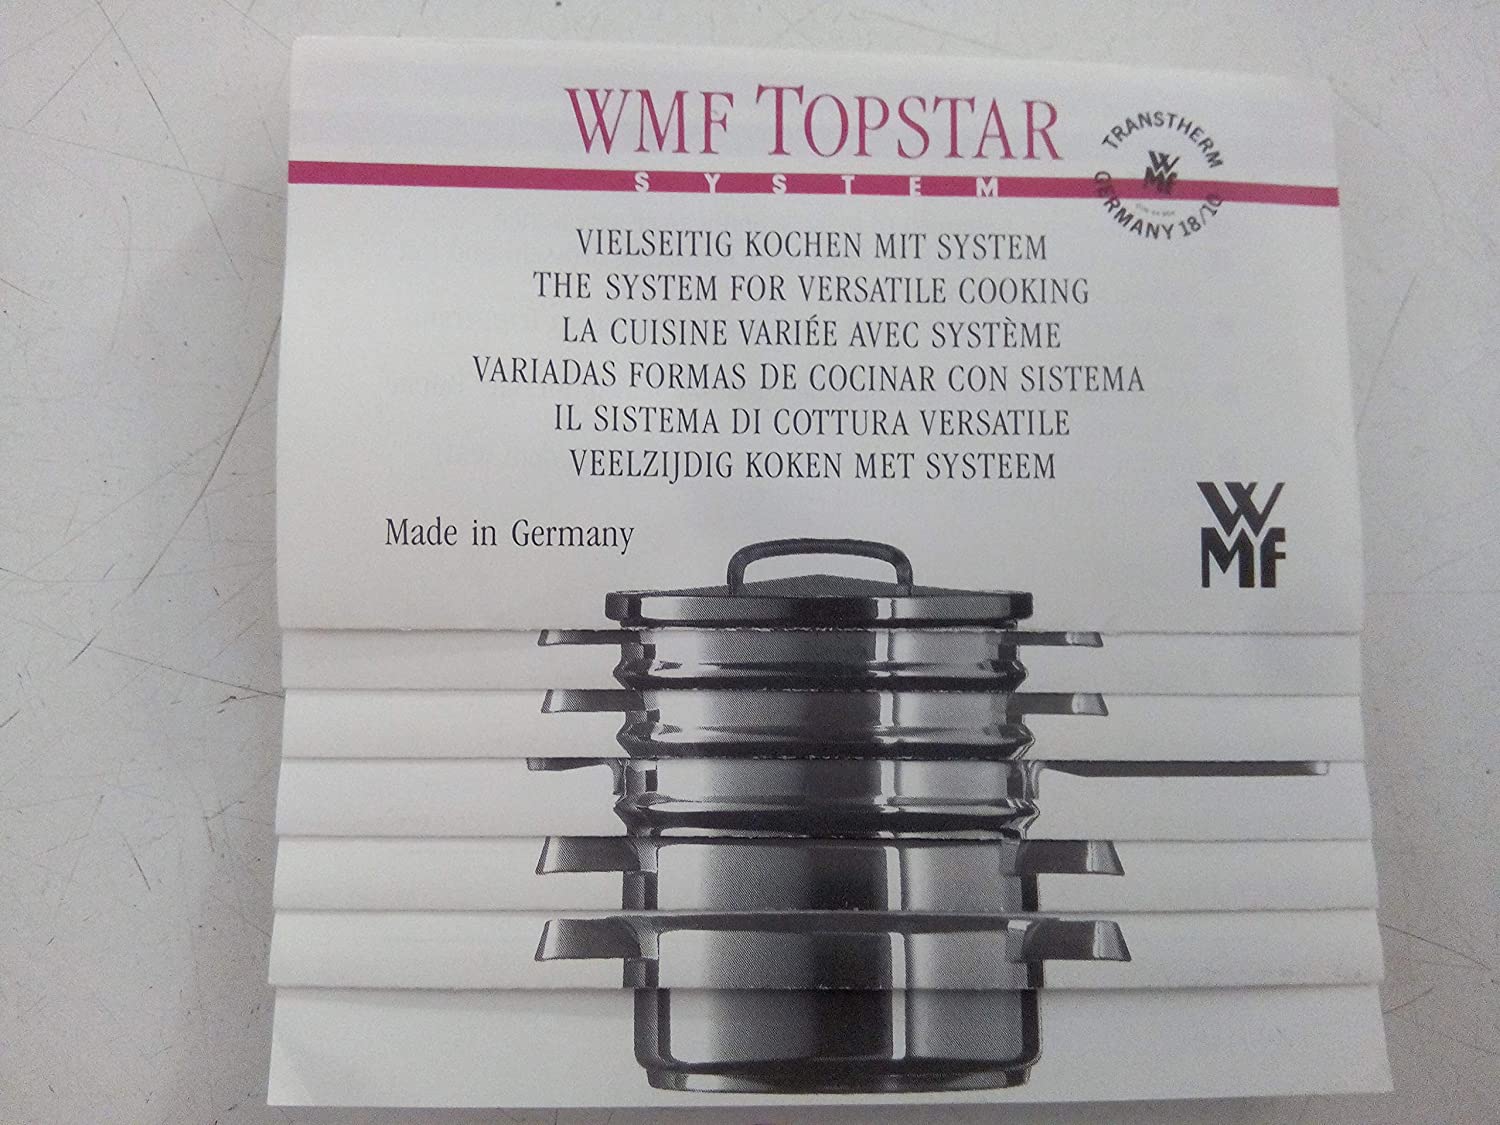 WMF TOPSTAR
SYSTEM
TRANSTHERM
WMF
GERMANY 18/10
VIELSEITIG KOCHEN MIT SYSTEM
THE SYSTEM FOR VERSATILE COOKING
LA CUISINE VARIÉE AVEC SYSTÈME
VARIADAS FORMAS DE COCINAR CON SISTEMA
IL SISTEMA DI COTTURA VERSATILE
VEELZIJDIG KOKEN MET SYSTEEM
Made in Germany
WMF